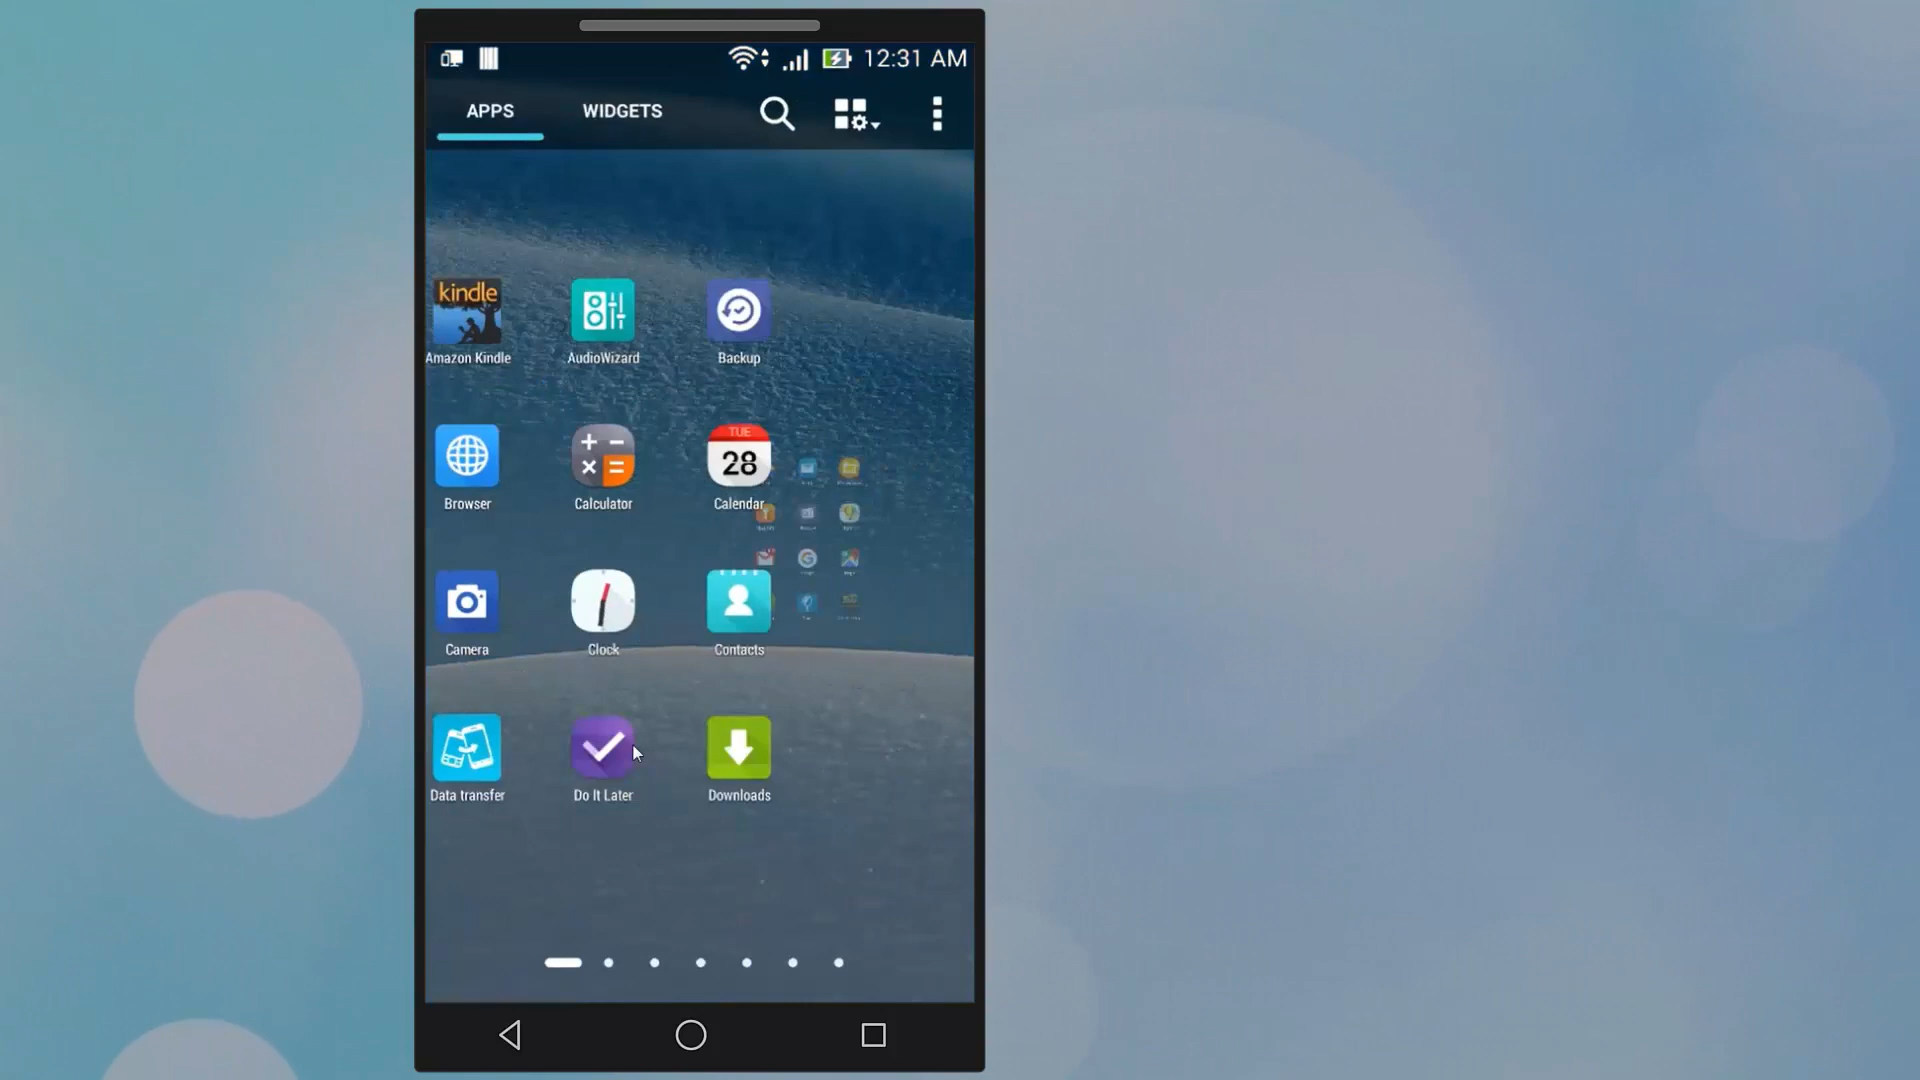 12:31 AM
APPS WIDGETS
kindle
Amazon Kindle AudioWizard Backup
TUE
28
Browser Calculator Calendar
Camera Clock Contacts
Data transfer Do It Later Downloads